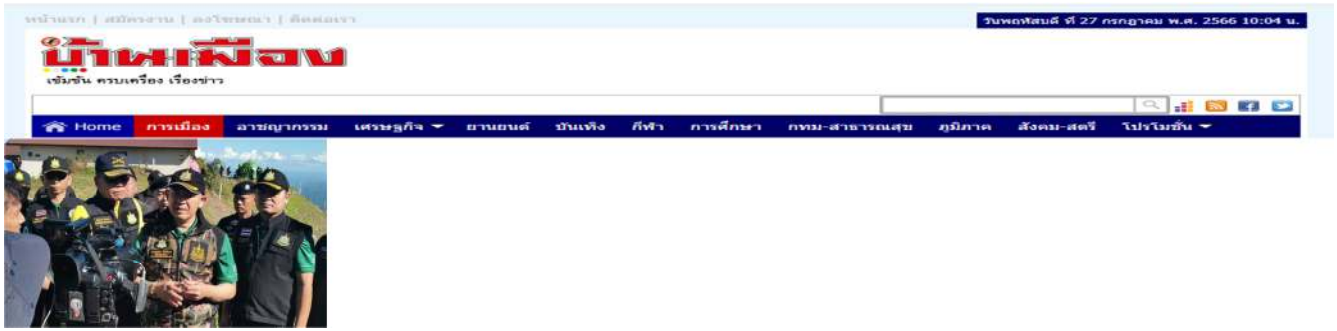 หน้าแรก | สมัครงาน | ลงโฆษณา | ติดต่อเรา
วันพฤหัสบดี ที่ 27 กรกฎาคม พ.ศ. 2566 10:04 น.
บ้านเมือง
เข้มข้น ครบเครื่อง เรื่องข่าว
Home การเมือง อาชญากรรม เศรษฐกิจ ยานยนต์ บันเทิง กีฬา การศึกษา กทม-สาธารณสุข ภูมิภาค สังคม-สตรี โปรโมชั่น